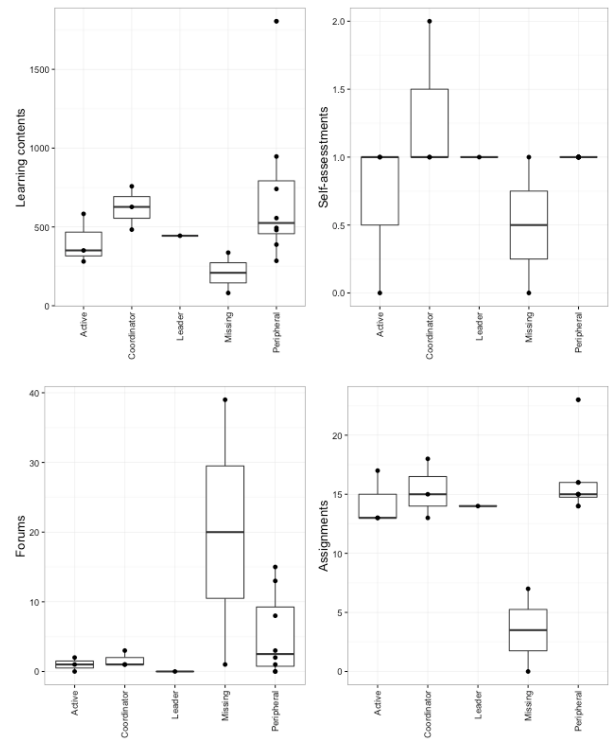 Learning contents
1500
1000
500
0
Active
Coordinator
Leader
Missing
Peripheral
Self-assesstments
2.0
1.5
1.0
0.5
0.0
Active
Coordinator
Leader
Missing
Peripheral
Forums
40
30
20
10
0
Active
Coordinator
Leader
Missing
Peripheral
Assignments
20
15
10
5
0
Active
Coordinator
Leader
Missing
Peripheral